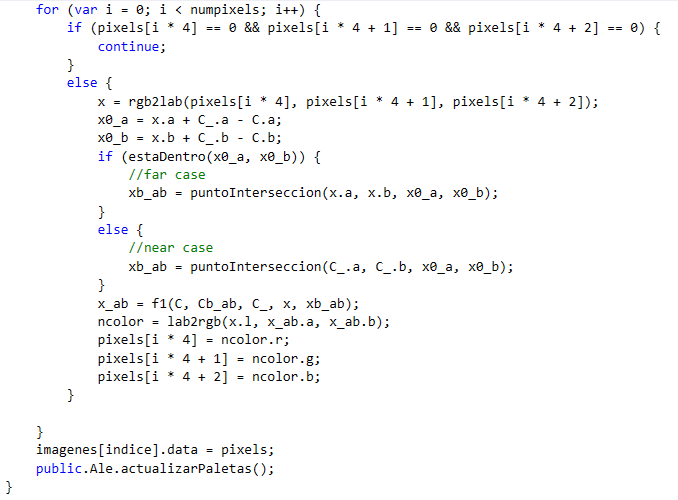 for (var i = 0; i < numpixels; i++) {
if (pixels[i * 4] == 0 && pixels[i * 4 + 1] == 0 && pixels[i * 4 + 2] == 0) {
continue;
}
else {
x = rgb2lab(pixels[i * 4], pixels[i * 4 + 1], pixels[i * 4 + 2]);
x0_a = x.a + C_.a - C.a;
x0_b = x.b + C_.b - C.b;
if (estaDentro(x0_a, x0_b)) {
//far case
xb_ab = puntoInterseccion(x.a, x.b, x0_a, x0_b);
}
else {
//near case
xb_ab = puntoInterseccion(C_.a, C_.b, x0_a, x0_b);
}
x_ab = f1(C, Cb_ab, C_, x, xb_ab);
ncolor = lab2rgb(x.l, x_ab.a, x_ab.b);
pixels[i * 4] = ncolor.r;
pixels[i * 4 + 1] = ncolor.g;
pixels[i * 4 + 2] = ncolor.b;
}
}
imagenes[indice].data = pixels;
public.Ale.actualizarPaletas();
}